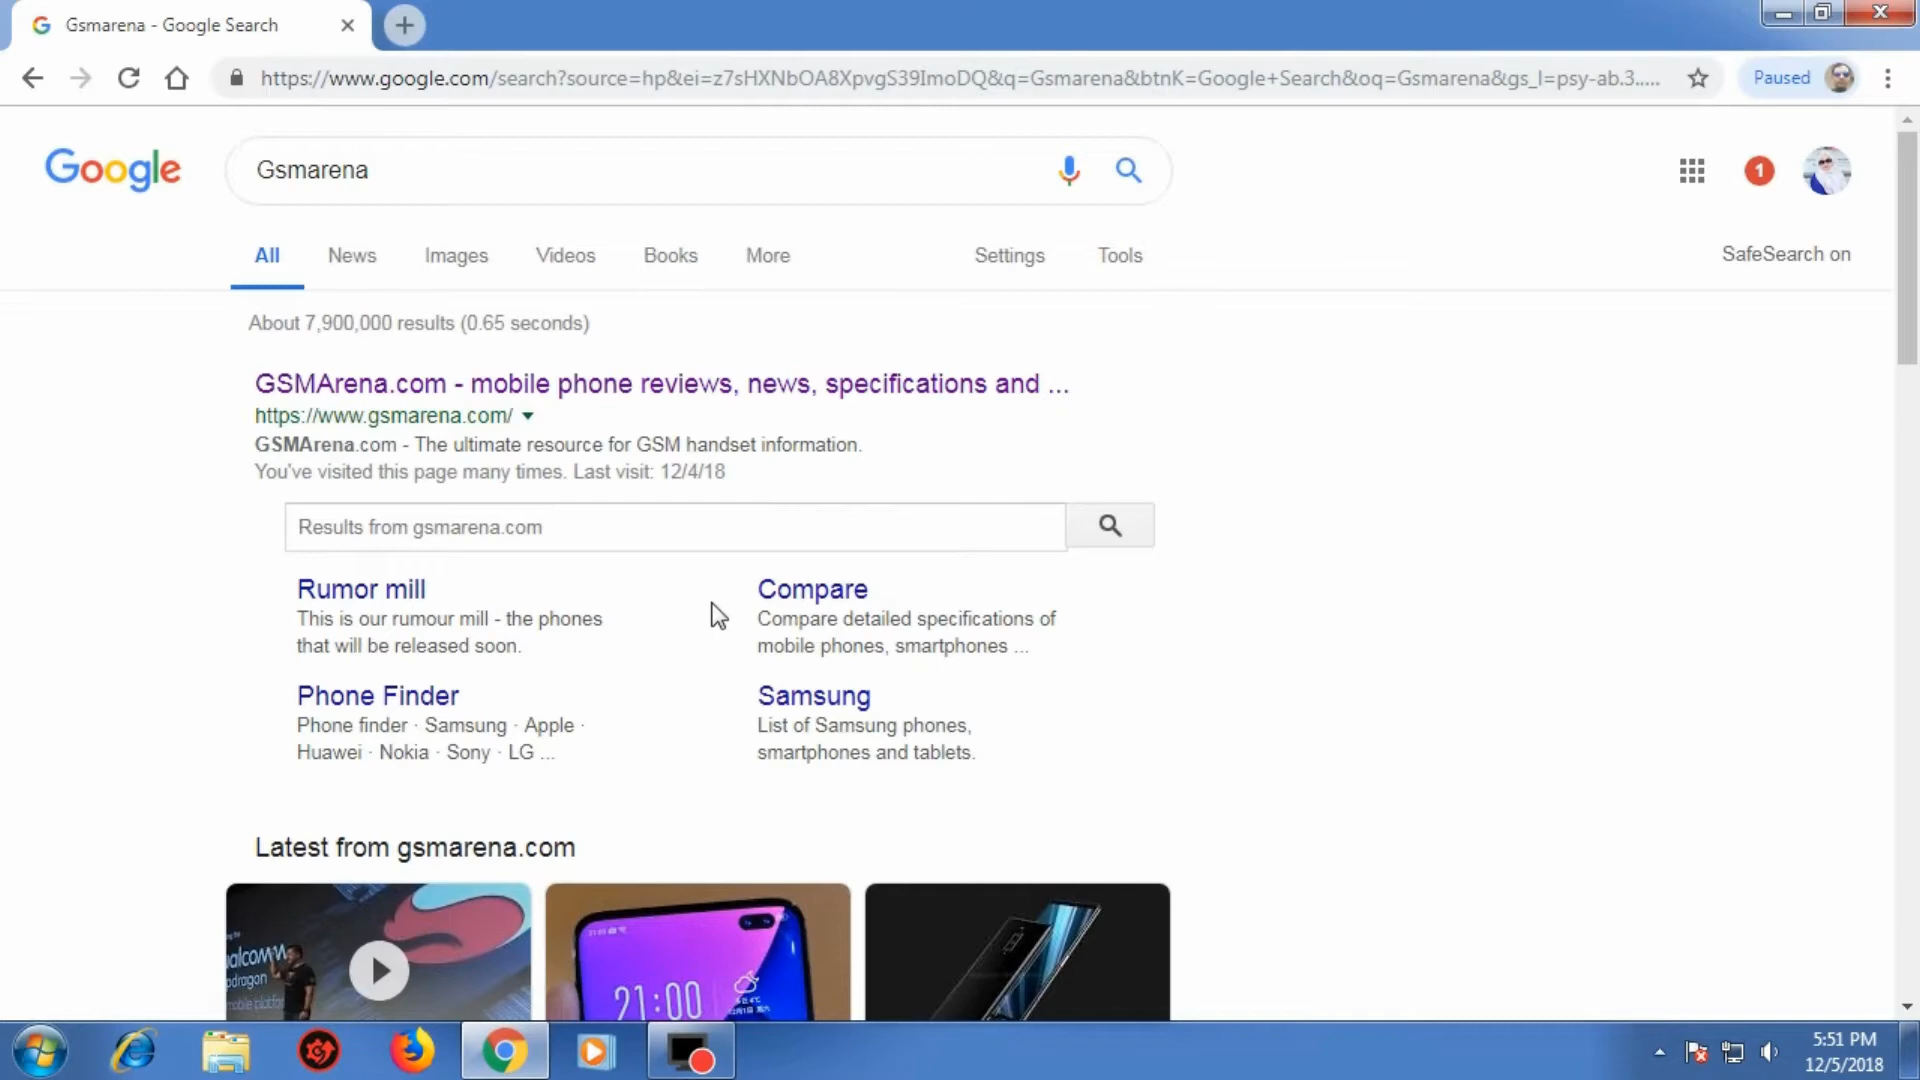 Gsmarena - Google Search
https://www.google.com/search?source=hp&ei=z7sHXNbOA8XpvgS39ImoDQ&q=Gsmarena&btnK=Google+Search&oq=Gsmarena&gs_l=psy-ab.3.....
Paused
Google
Gsmarena
1
All
News
Images
Videos
Books
More
Settings
Tools
SafeSearch on
About 7,900,000 results (0.65 seconds)
GSMArena.com - mobile phone reviews, news, specifications and ...
https://www.gsmarena.com/
GSMArena.com - The ultimate resource for GSM handset information.
You've visited this page many times. Last visit: 12/4/18
Results from gsmarena.com
Rumor mill
This is our rumour mill - the phones
that will be released soon.
Compare
Compare detailed specifications of
mobile phones, smartphones ...
Phone Finder
Phone finder · Samsung · Apple ·
Huawei · Nokia · Sony · LG ...
Samsung
List of Samsung phones,
smartphones and tablets.
Latest from gsmarena.com
21:00
5:51 PM
12/5/2018